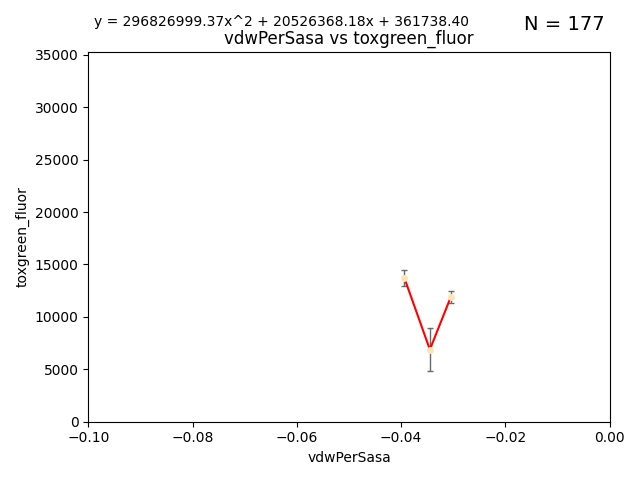 y = 296826999.37x^2 + 20526368.18x + 361738.40
N = 177
vdwPerSasa vs toxgreen_fluor
35000
30000
25000
20000
15000
10000
5000
0
toxgreen_fluor
−0.10
−0.08
−0.06
−0.04
−0.02
0.00
vdwPerSasa